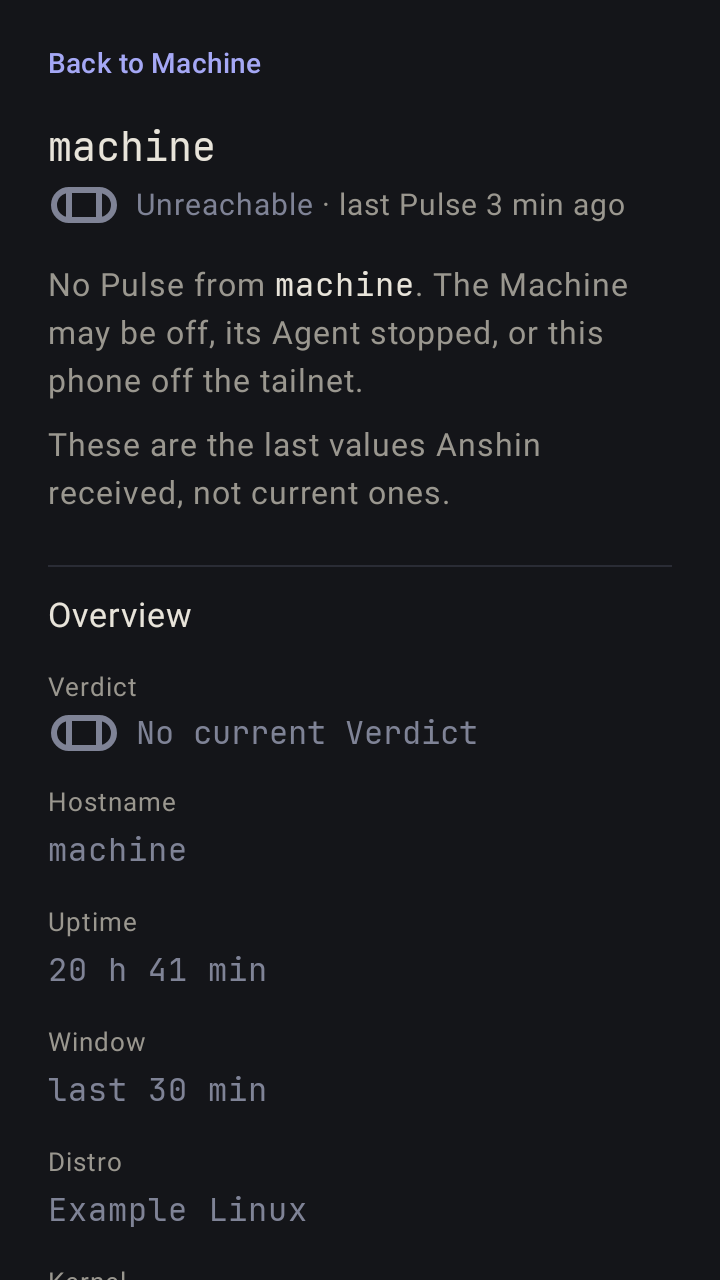 Back to Machine
machine
Unreachable · last Pulse 3 min ago
No Pulse from machine. The Machine
may be off, its Agent stopped, or this
phone off the tailnet.
These are the last values Anshin
received, not current ones.
Overview
Verdict
No current Verdict
Hostname
machine
Uptime
20 h 41 min
Window
last 30 min
Distro
Example Linux
Kernel